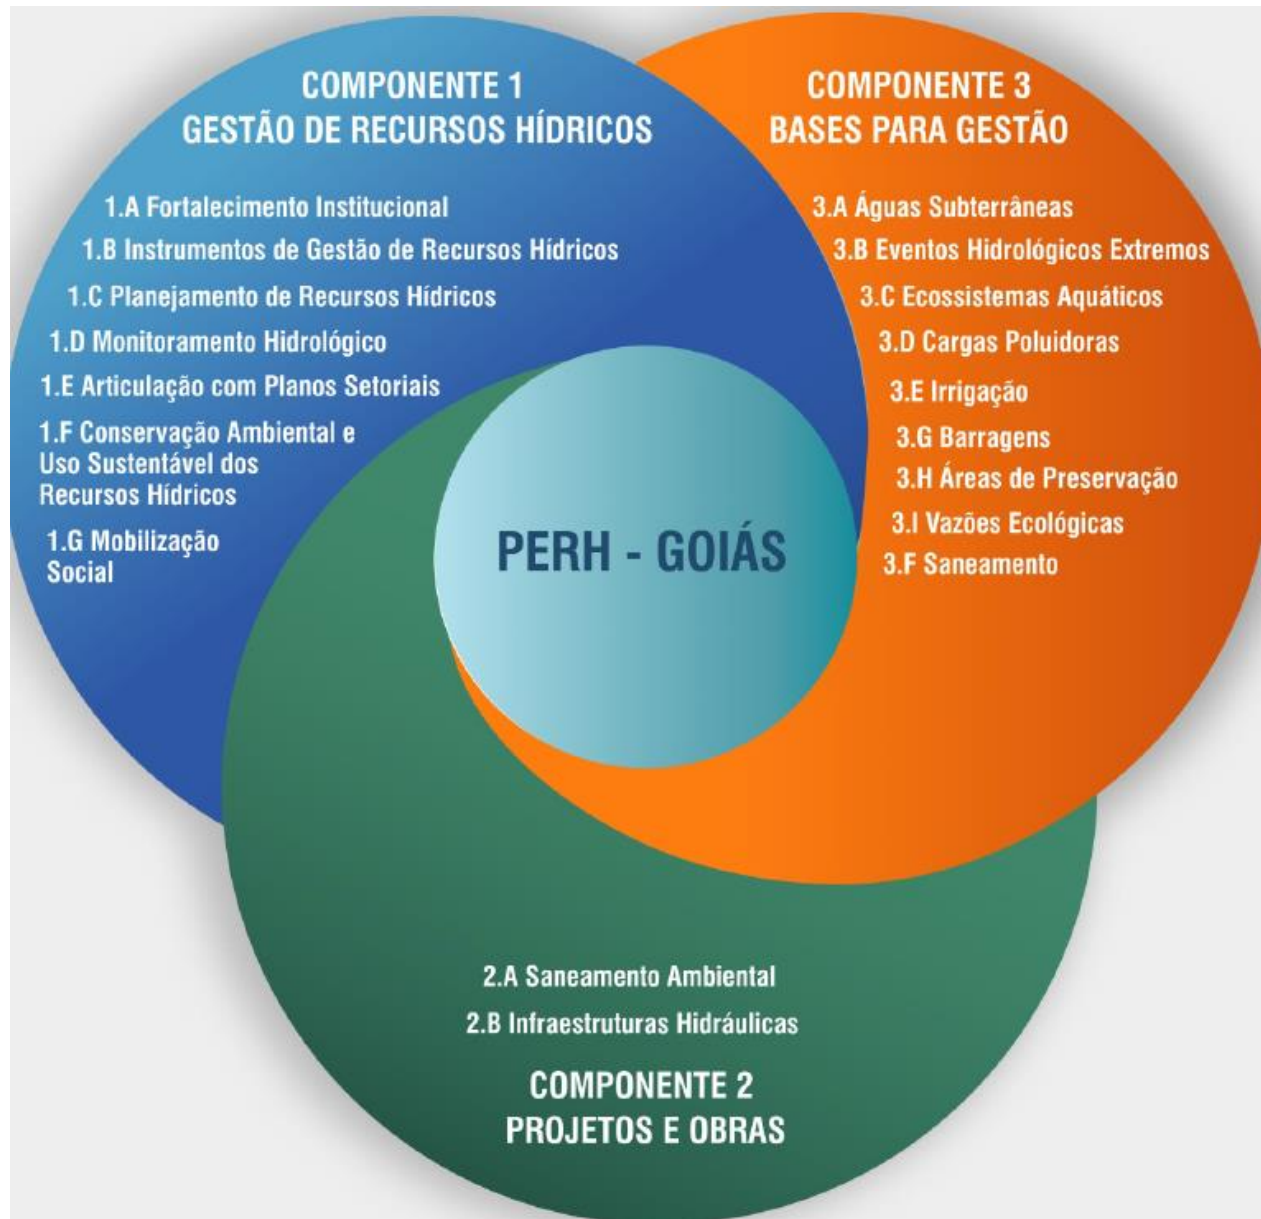 COMPONENTE 1
GESTÃO DE RECURSOS HÍDRICOS
1.A Fortalecimento Institucional
1.B Instrumentos de Gestão de Recursos Hídricos
1.C Planejamento de Recursos Hídricos
1.D Monitoramento Hidrológico
1.E Articulação com Planos Setoriais
1.F Conservação Ambiental e
Uso Sustentável dos
Recursos Hídricos
1.G Mobilização
Social
COMPONENTE 3
BASES PARA GESTÃO
3.A Águas Subterrâneas
3.B Eventos Hidrológicos Extremos
3.C Ecossistemas Aquáticos
3.D Cargas Poluidoras
3.E Irrigação
3.G Barragens
3.H Áreas de Preservação
3.I Vazões Ecológicas
3.F Saneamento
PERH - GOIÁS
2.A Saneamento Ambiental
2.B Infraestruturas Hidráulicas
COMPONENTE 2
PROJETOS E OBRAS